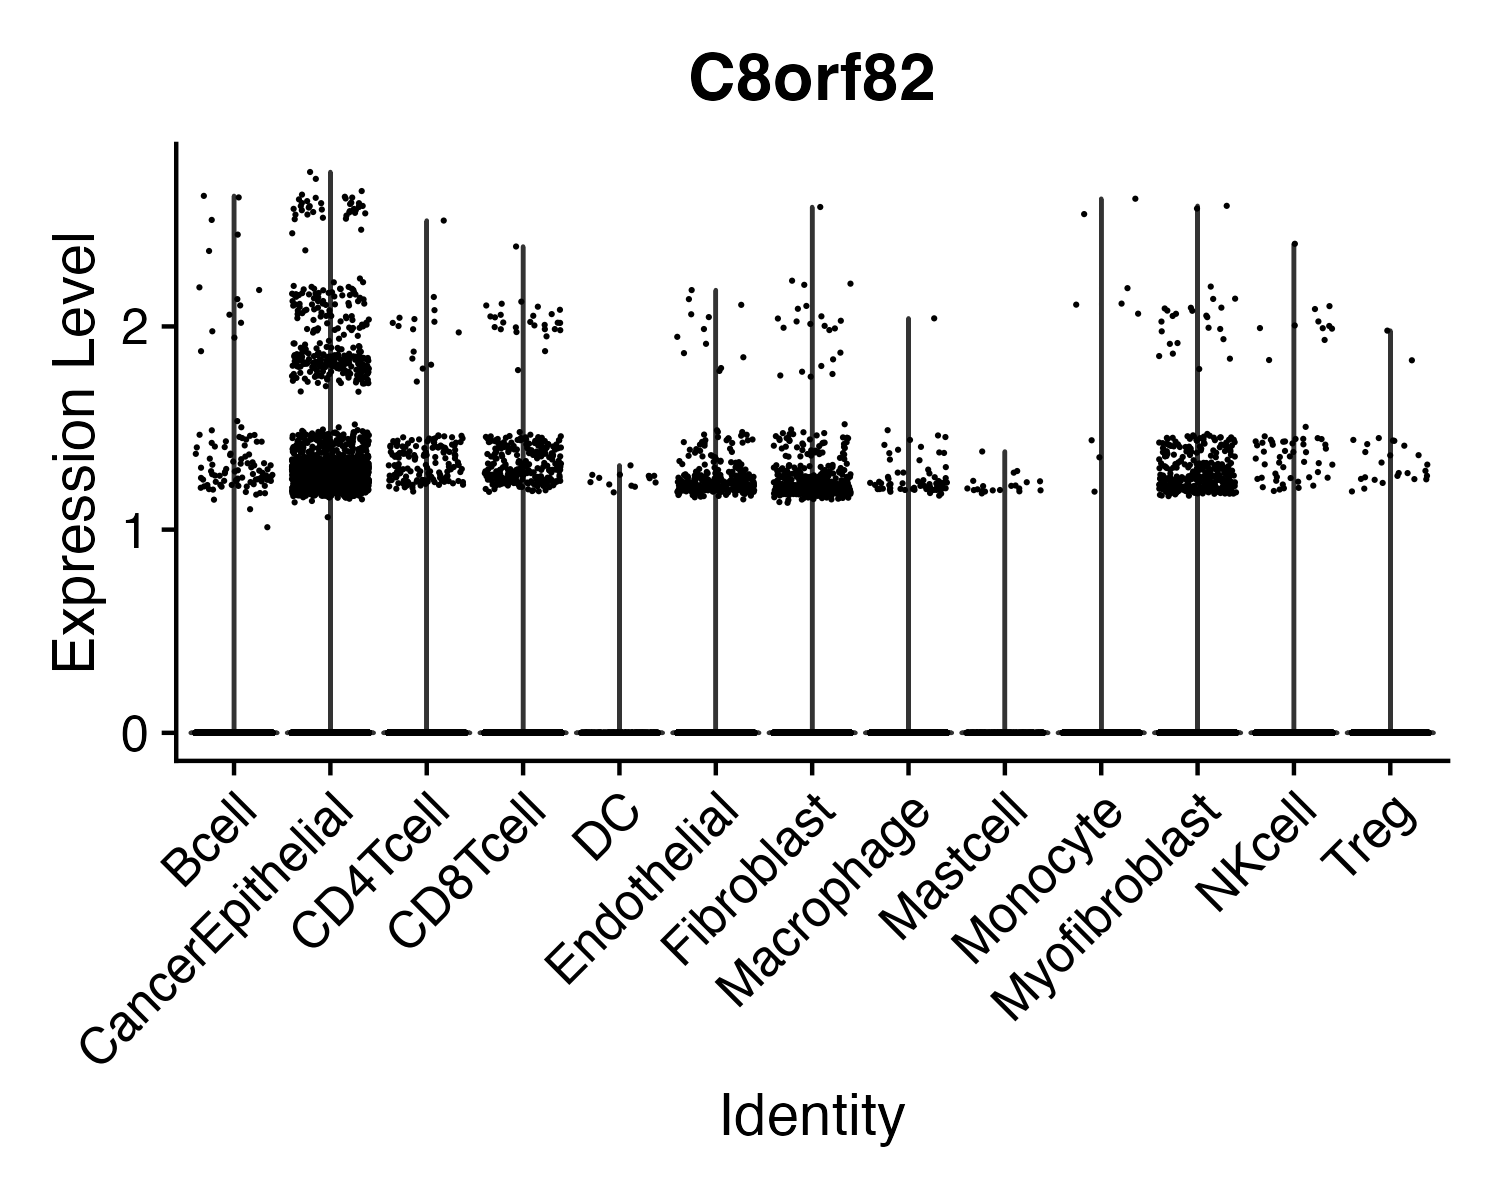 C8orf82
Expression Level
2
1
0
Bcell
CancerEpithelial
CD4Tcell
CD8Tcell
DC
Endothelial
Fibroblast
Macrophage
Mastcell
Monocyte
Myofibroblast
NKcell
Treg
Identity